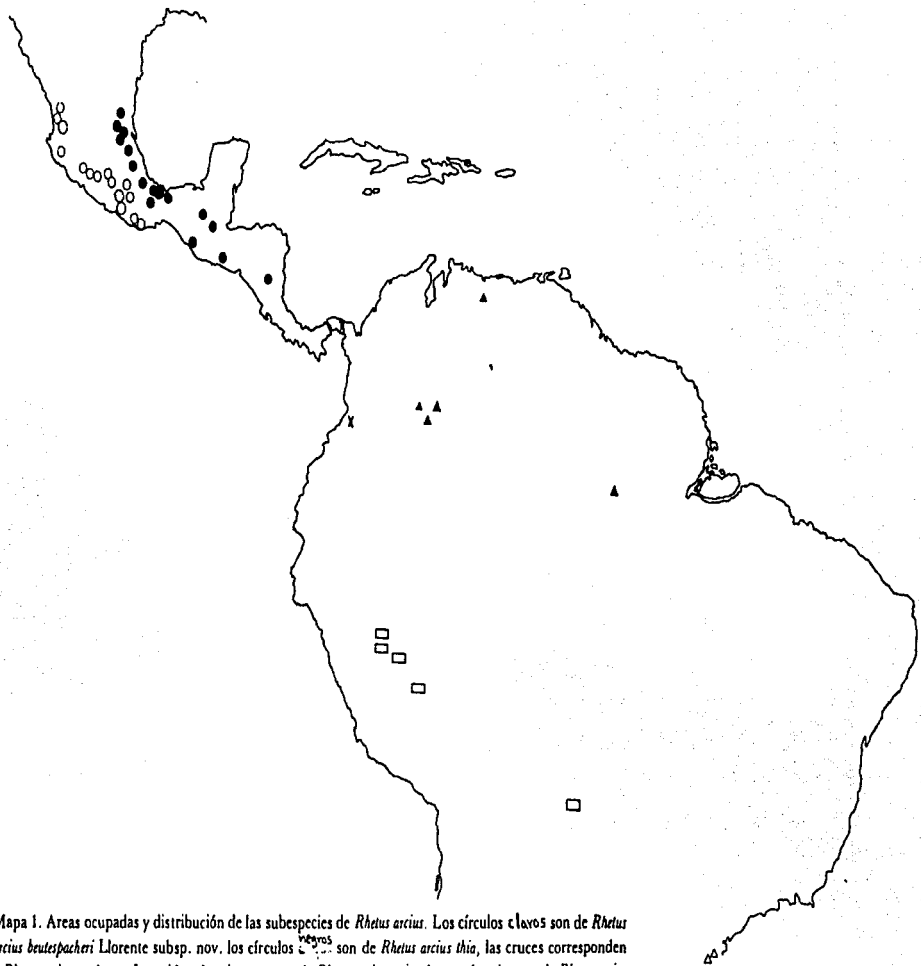 Mapa 1. Areas ocupadas y distribución de las subespecies de Rhetus arcius. Los círculos claros son de Rhetus
arcius beutespacheri Llorente subsp. nov. los círculos negros son de Rhetus arcius thia, las cruces corresponden